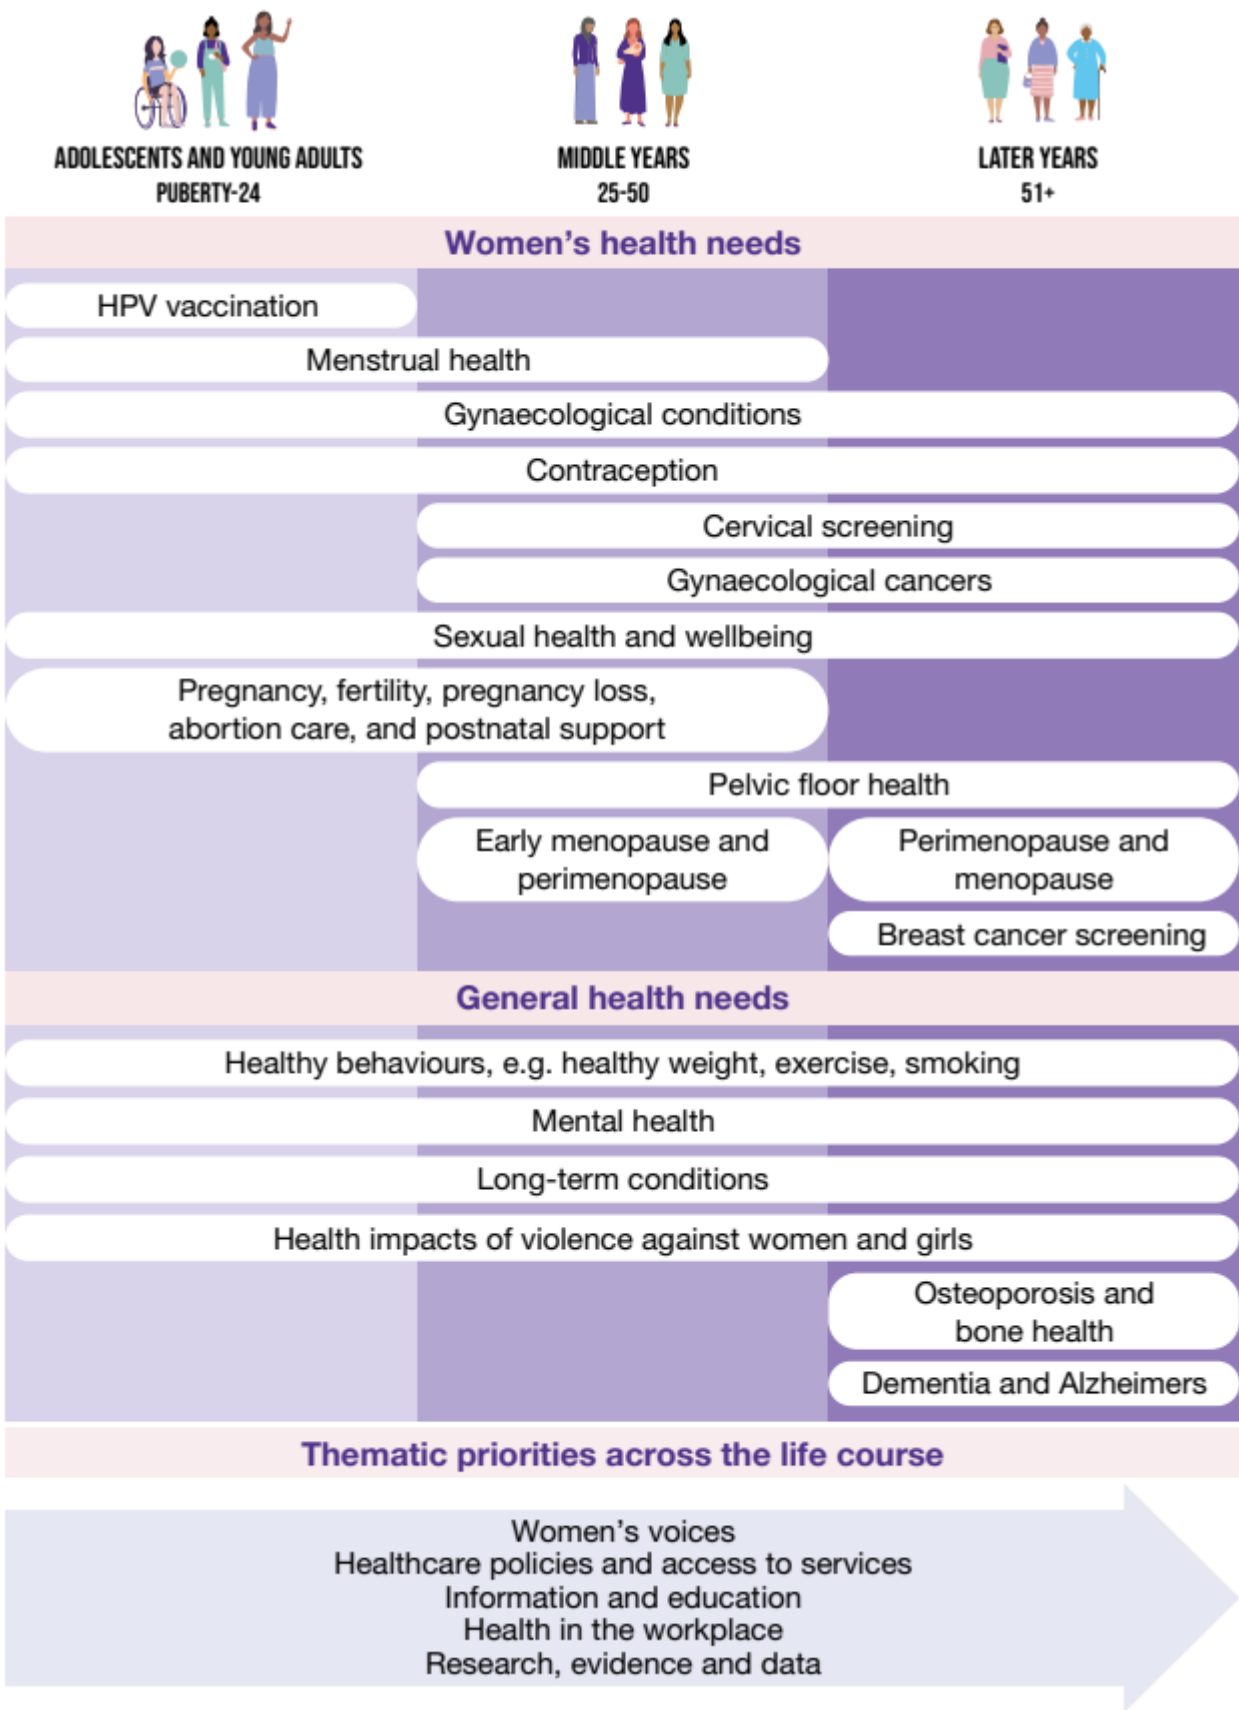 ADOLESCENTS AND YOUNG ADULTS
PUBERTY-24
MIDDLE YEARS
25-50
LATER YEARS
51+
Women's health needs
HPV vaccination
Menstrual health
Gynaecological conditions
Contraception
Cervical screening
Gynaecological cancers
Sexual health and wellbeing
Pregnancy, fertility, pregnancy loss,
abortion care, and postnatal support
Pelvic floor health
Early menopause and
perimenopause
Perimenopause and
menopause
Breast cancer screening
General health needs
Healthy behaviours, e.g. healthy weight, exercise, smoking
Mental health
Long-term conditions
Health impacts of violence against women and girls
Osteoporosis and
bone health
Dementia and Alzheimers
Thematic priorities across the life course
Women's voices
Healthcare policies and access to services
Information and education
Health in the workplace
Research, evidence and data